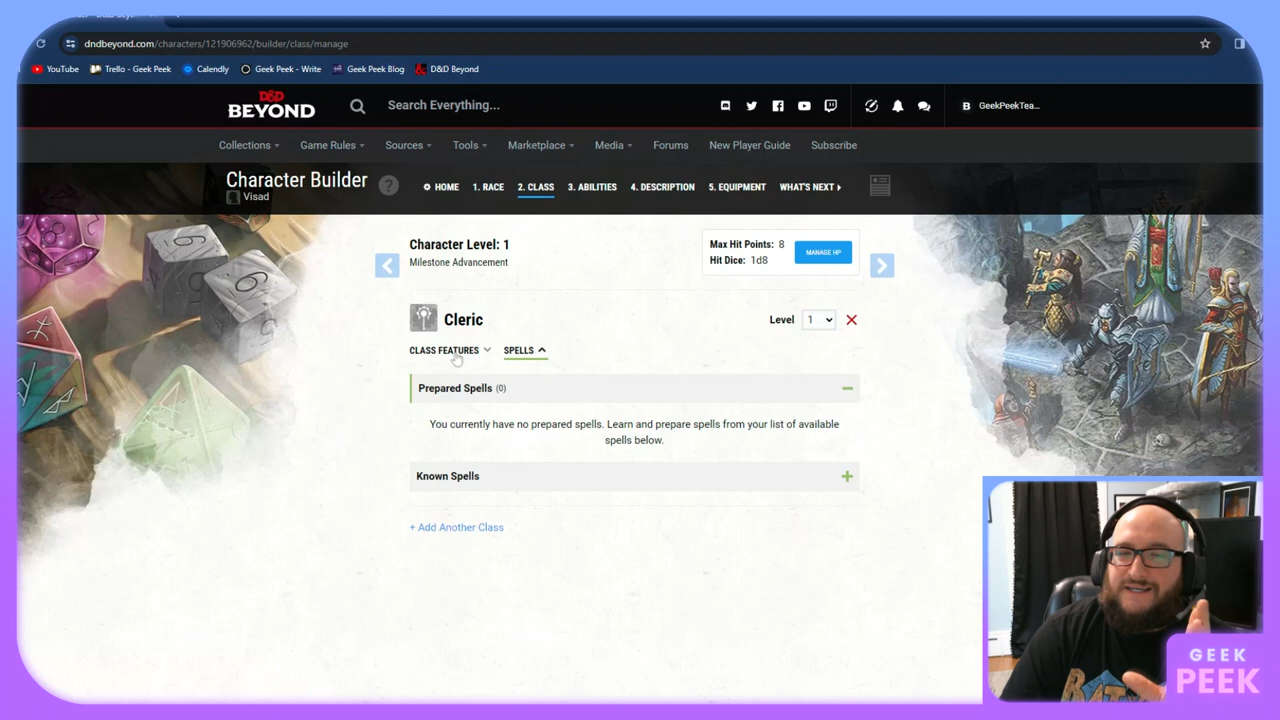 dndbeyond.com/characters/121906962/builder/class/manage
YouTube Trello - Geek Peek Calendly Geek Peek - Write Geek Peek Blog D&D Beyond
D&D
BEYOND
Search Everything...
B GeekPeekTea...
Collections Game Rules Sources Tools Marketplace Media Forums New Player Guide Subscribe
Character Builder
Visad
?
HOME 1. RACE 2. CLASS 3. ABILITIES 4. DESCRIPTION 5. EQUIPMENT WHAT'S NEXT
Character Level: 1
Milestone Advancement
Max Hit Points: 8
Hit Dice: 1d8
MANAGE HP
Cleric
Level 1
CLASS FEATURES SPELLS
Prepared Spells (0)
You currently have no prepared spells. Learn and prepare spells from your list of available
spells below.
Known Spells
+ Add Another Class
GEEK
PEEK